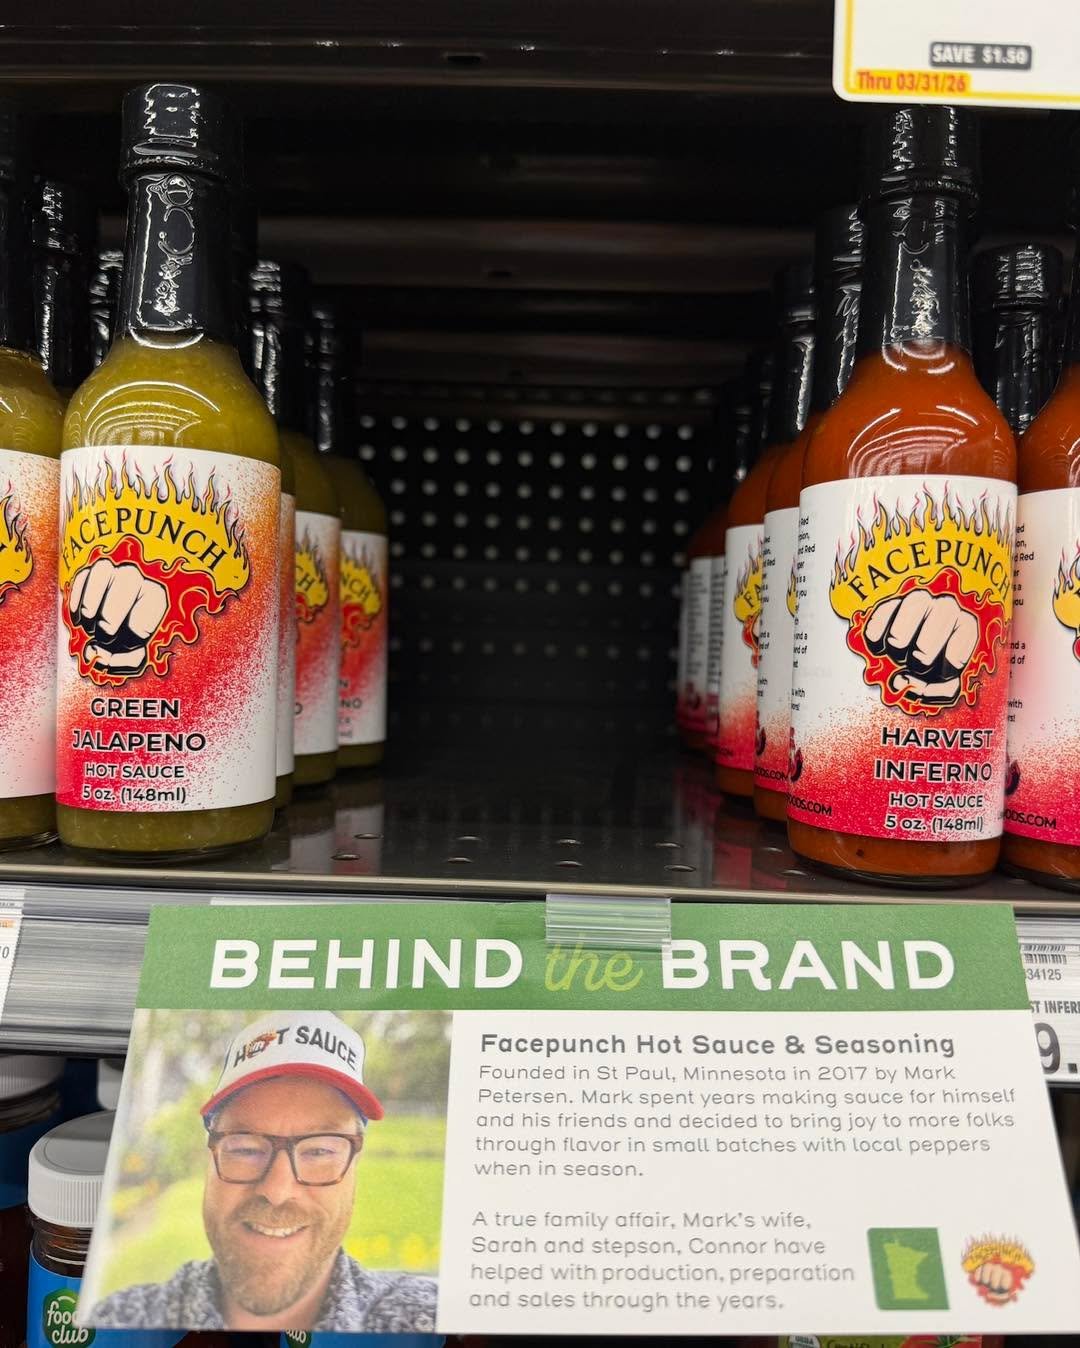 SAVE $1.50
Thru 03/31/26
FACEPUNCH
GREEN
JALAPENO
HOT SAUCE
5 oz. (148ml)
FACEPUNCH
HARVEST
INFERNO
HOT SAUCE
5 oz. (148ml)
BEHIND the BRAND
HOT SAUCE
Facepunch Hot Sauce & Seasoning
Founded in St Paul, Minnesota in 2017 by Mark
Petersen. Mark spent years making sauce for himself
and his friends and decided to bring joy to more folks
through flavor in small batches with local peppers
when in season.
A true family affair, Mark's wife,
Sarah and stepson, Connor have
helped with production, preparation
and sales through the years.
FACEPUNCH
34125
9.
food
club